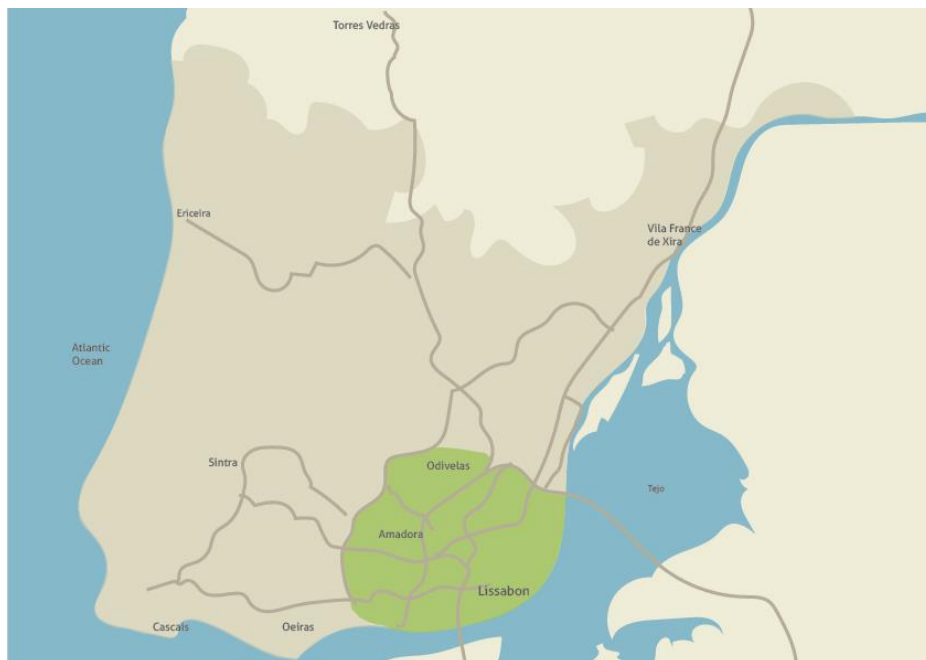 Torres Vedras
Ericeira
Vila France
de Xira
Atlantic
Ocean
Sintra
Odivelas
Tejo
Amadora
Lissabon
Cascais
Oeiras